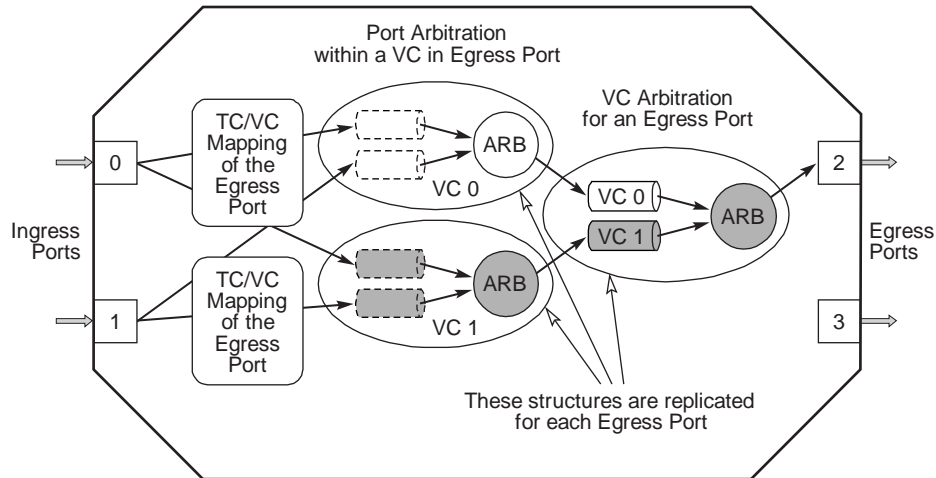 Port Arbitration
within a VC in Egress Port
VC Arbitration
for an Egress Port
TC/VC
Mapping
of the
Egress
Port
ARB
VC 0
0
Ingress
Ports
1
TC/VC
Mapping
of the
Egress
Port
ARB
VC 1
VC 0
VC 1
ARB
2
Egress
Ports
3
These structures are replicated
for each Egress Port